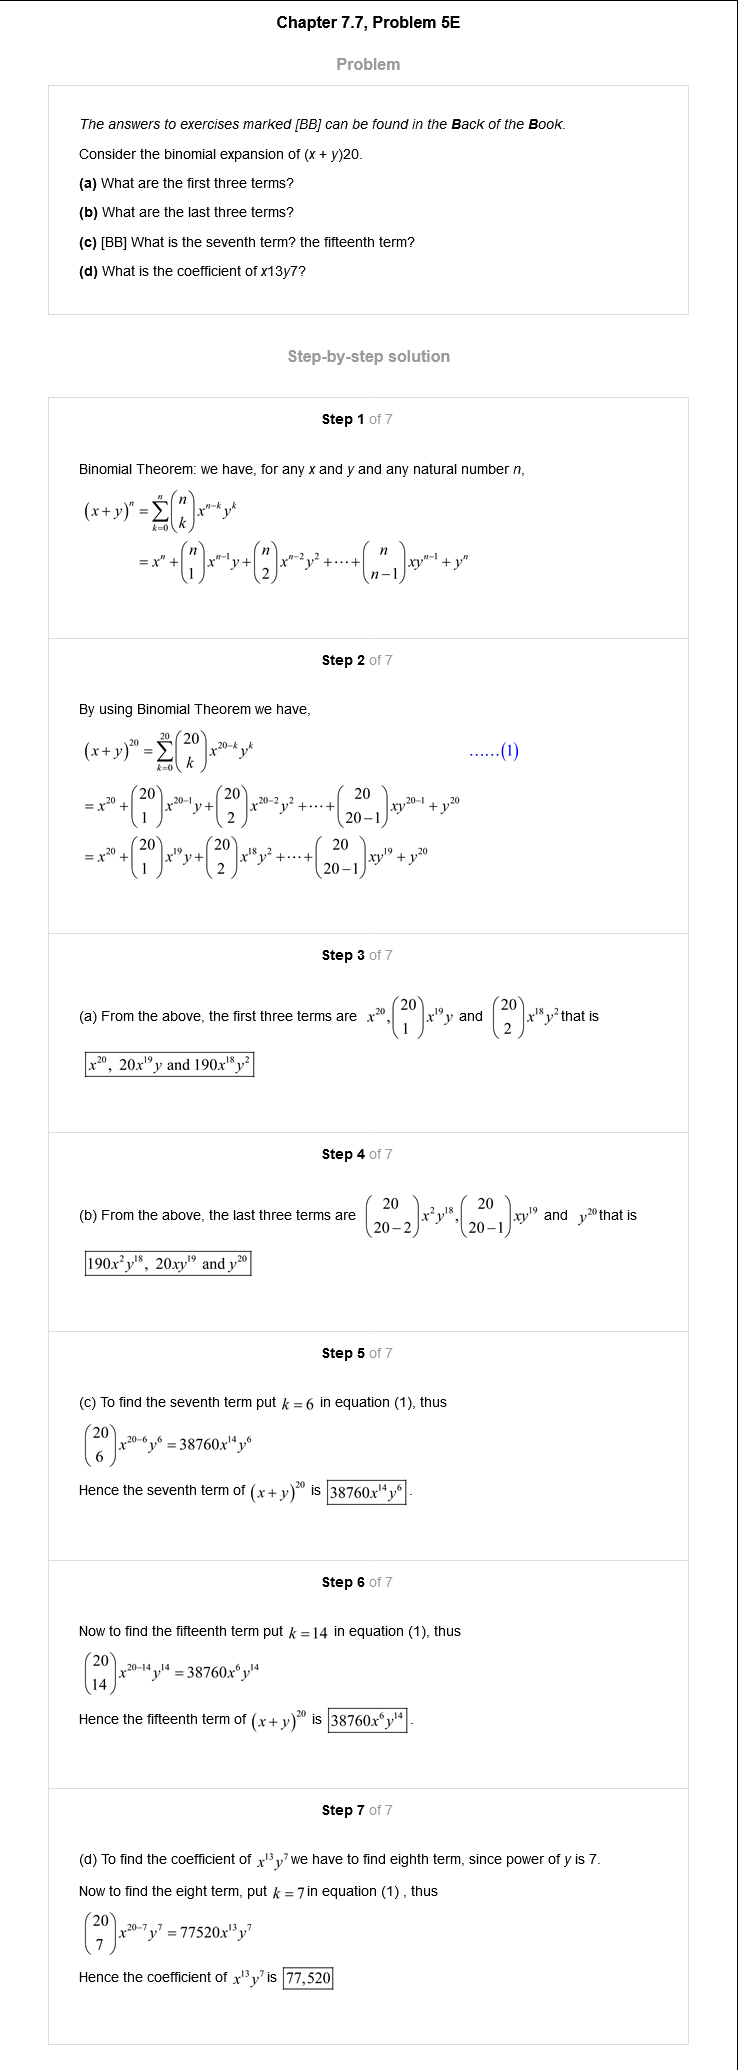 Chapter 7.7, Problem 5E
Problem
The answers to exercises marked [BB] can be found in the Back of the Book.
Consider the binomial expansion of (x + y)20.
(a) What are the first three terms?
(b) What are the last three terms?
(c) [BB] What is the seventh term? the fifteenth term?
(d) What is the coefficient of x13y7?
Step-by-step solution
Step 1 of 7
Binomial Theorem: we have, for any x and y and any natural number n,
$(x+y)^n = \sum_{k=0}^{n} \binom{n}{k} x^{n-k} y^k$
$= x^n + \binom{n}{1} x^{n-1} y + \binom{n}{2} x^{n-2} y^2 + \cdots + \binom{n}{n-1} x y^{n-1} + y^n$
Step 2 of 7
By using Binomial Theorem we have,
$(x+y)^{20} = \sum_{k=0}^{20} \binom{20}{k} x^{20-k} y^k$ ......(1)
$= x^{20} + \binom{20}{1} x^{20-1} y + \binom{20}{2} x^{20-2} y^2 + \cdots + \binom{20}{20-1} x y^{20-1} + y^{20}$
$= x^{20} + \binom{20}{1} x^{19} y + \binom{20}{2} x^{18} y^2 + \cdots + \binom{20}{20-1} x y^{19} + y^{20}$
Step 3 of 7
(a) From the above, the first three terms are $x^{20}, \binom{20}{1} x^{19} y$ and $\binom{20}{2} x^{18} y^2$ that is
$x^{20}, 20x^{19}y$ and $190x^{18}y^2$
Step 4 of 7
(b) From the above, the last three terms are $\binom{20}{20-2} x^2 y^{18}, \binom{20}{20-1} x y^{19}$ and $y^{20}$ that is
$190x^2y^{18}, 20xy^{19}$ and $y^{20}$
Step 5 of 7
(c) To find the seventh term put $k = 6$ in equation (1), thus
$\binom{20}{6} x^{20-6} y^6 = 38760x^{14}y^6$
Hence the seventh term of $(x+y)^{20}$ is $38760x^{14}y^6$.
Step 6 of 7
Now to find the fifteenth term put $k = 14$ in equation (1), thus
$\binom{20}{14} x^{20-14} y^{14} = 38760x^6y^{14}$
Hence the fifteenth term of $(x+y)^{20}$ is $38760x^6y^{14}$.
Step 7 of 7
(d) To find the coefficient of $x^{13}y^7$ we have to find eighth term, since power of y is 7.
Now to find the eight term, put $k = 7$ in equation (1) , thus
$\binom{20}{7} x^{20-7} y^7 = 77520x^{13}y^7$
Hence the coefficient of $x^{13}y^7$ is 77,520